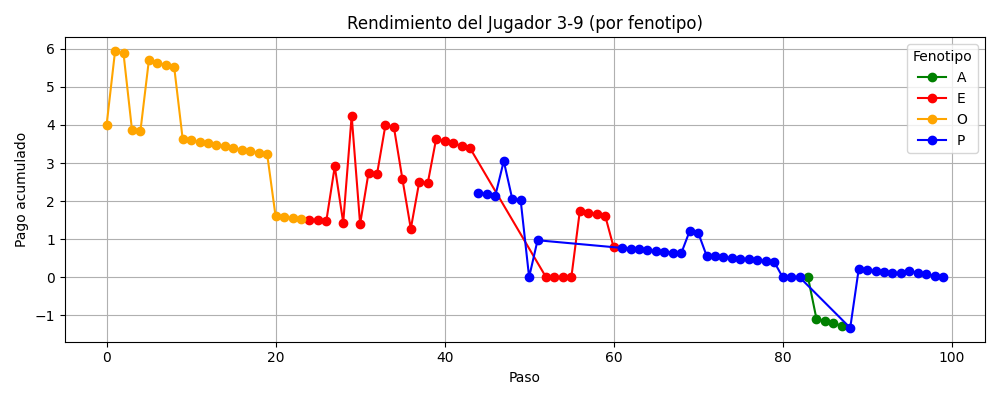 Rendimiento del Jugador 3-9 (por fenotipo)
Pago acumulado
6
5
4
3
2
1
0
−1
0 20 40 60 80 100
Paso
Fenotipo
A
E
O
P